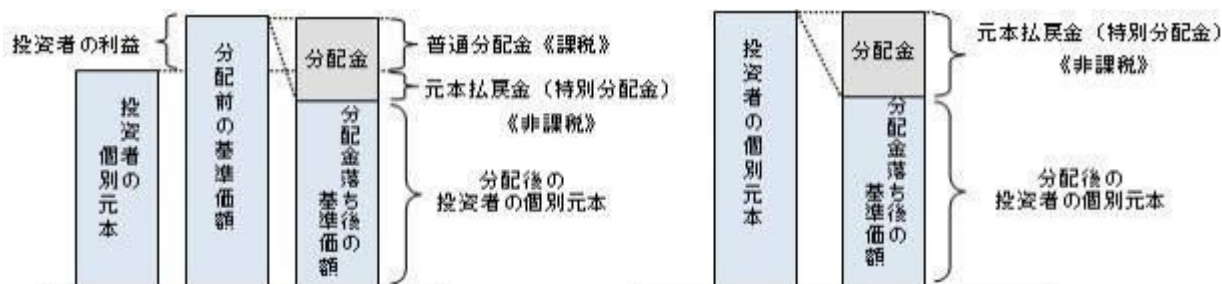 投資者の利益
投資者の
個別元本
分配前の基準価額
分配金
分配金落ち後の
基準価額
普通分配金《課税》
元本払戻金（特別分配金）
《非課税》
分配後の
投資者の個別元本
投資者の個別元本
分配金
分配金落ち後の
基準価額
元本払戻金（特別分配金）
《非課税》
分配後の
投資者の個別元本